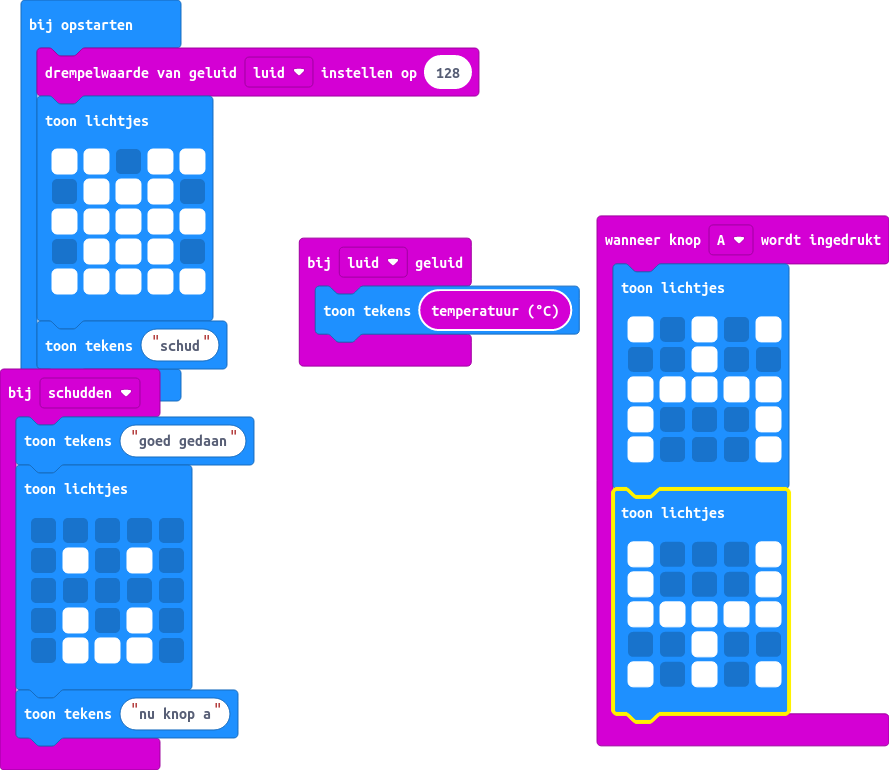 bij opstarten
drempelwaarde van geluid luid instellen op 128
toon lichtjes
toon tekens "schud"
bij schudden
toon tekens "goed gedaan"
toon lichtjes
toon tekens "nu knop a"
bij luid geluid
toon tekens temperatuur (°C)
wanneer knop A wordt ingedrukt
toon lichtjes
toon lichtjes